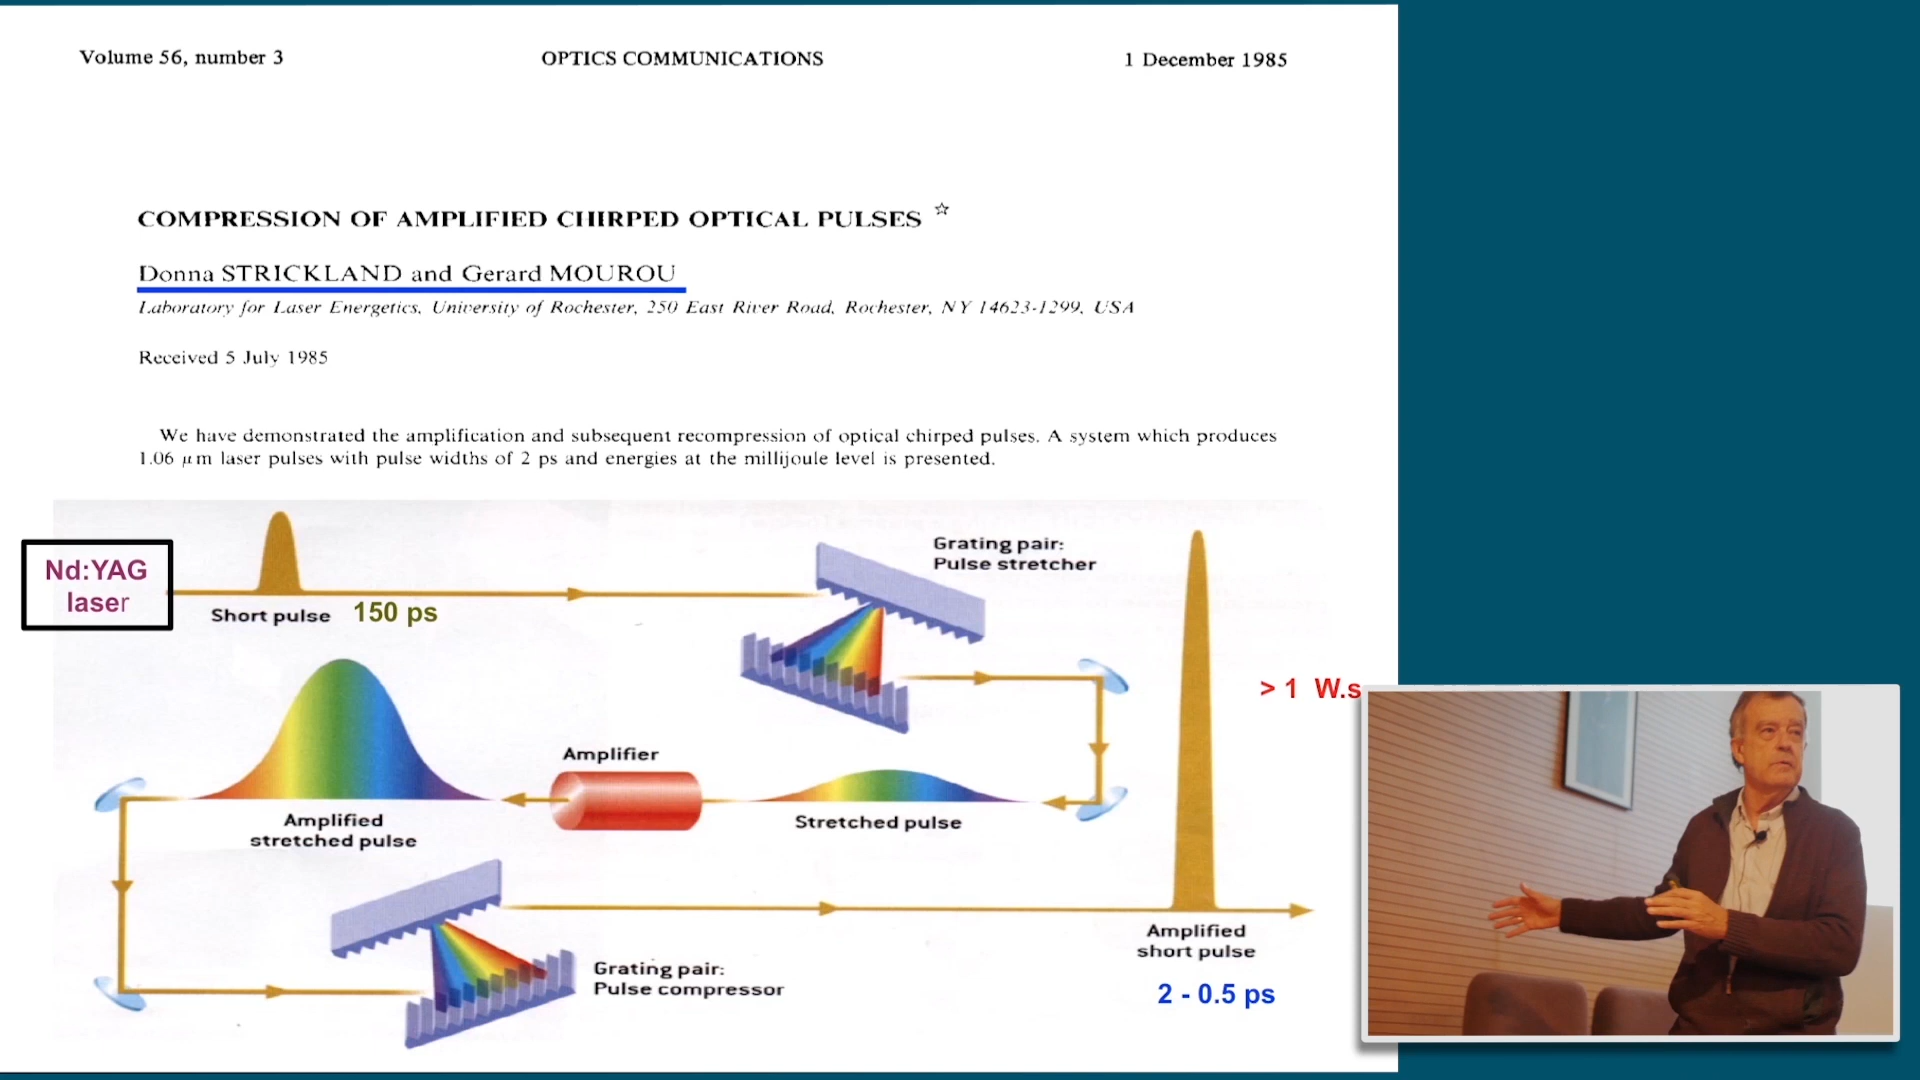 Volume 56, number 3 OPTICS COMMUNICATIONS 1 December 1985
COMPRESSION OF AMPLIFIED CHIRPED OPTICAL PULSES ☆
Donna STRICKLAND and Gerard MOUROU
Laboratory for Laser Energetics, University of Rochester, 250 East River Road, Rochester, NY 14623-1299, USA
Received 5 July 1985
We have demonstrated the amplification and subsequent recompression of optical chirped pulses. A system which produces
1.06 μm laser pulses with pulse widths of 2 ps and energies at the millijoule level is presented.
Nd:YAG
laser
Short pulse 150 ps
Grating pair:
Pulse stretcher
> 1 W.s
Amplifier
Stretched pulse
Amplified
stretched pulse
Grating pair:
Pulse compressor
Amplified
short pulse
2 - 0.5 ps